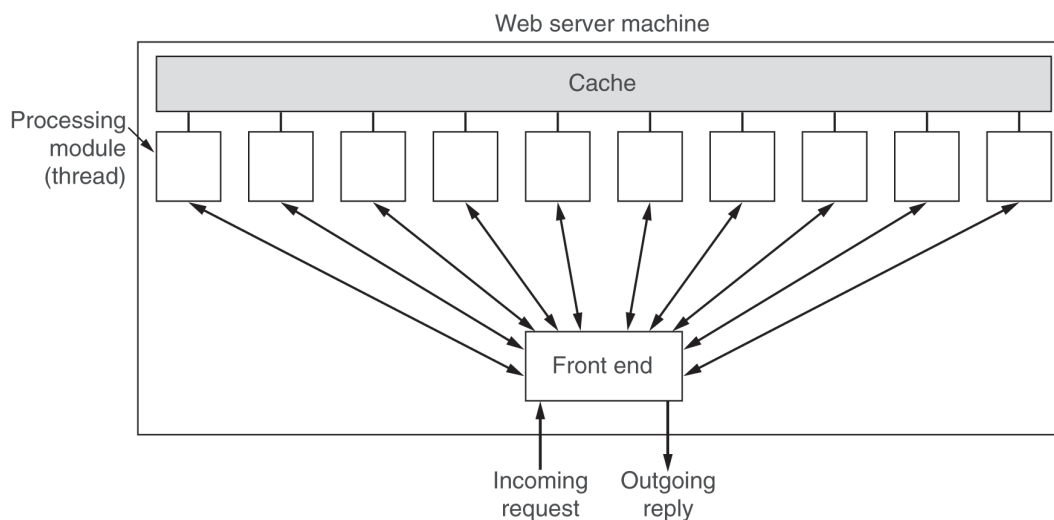 Web server machine
Cache
Processing
module
(thread)
Front end
Incoming
request
Outgoing
reply